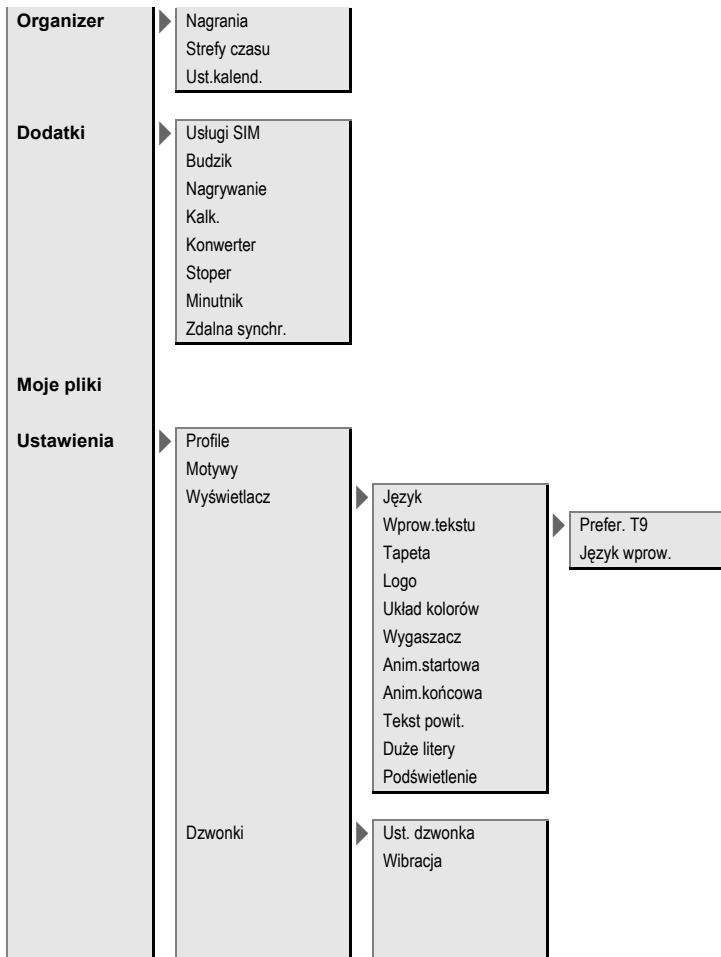 Organizer
Nagrania
Strefy czasu
Ust.kalend.
Dodatki
Usługi SIM
Budzik
Nagrywanie
Kalk.
Konwerter
Stoper
Minutnik
Zdalna synchr.
Moje pliki
Ustawienia
Profile
Motywy
Wyświetlacz
Język
Wprow.tekstu
Prefer. T9
Język wprow.
Tapeta
Logo
Układ kolorów
Wygaszacz
Anim.startowa
Anim.końcowa
Tekst powit.
Duże litery
Podświetlenie
Dzwonki
Ust. dzwonka
Wibracja